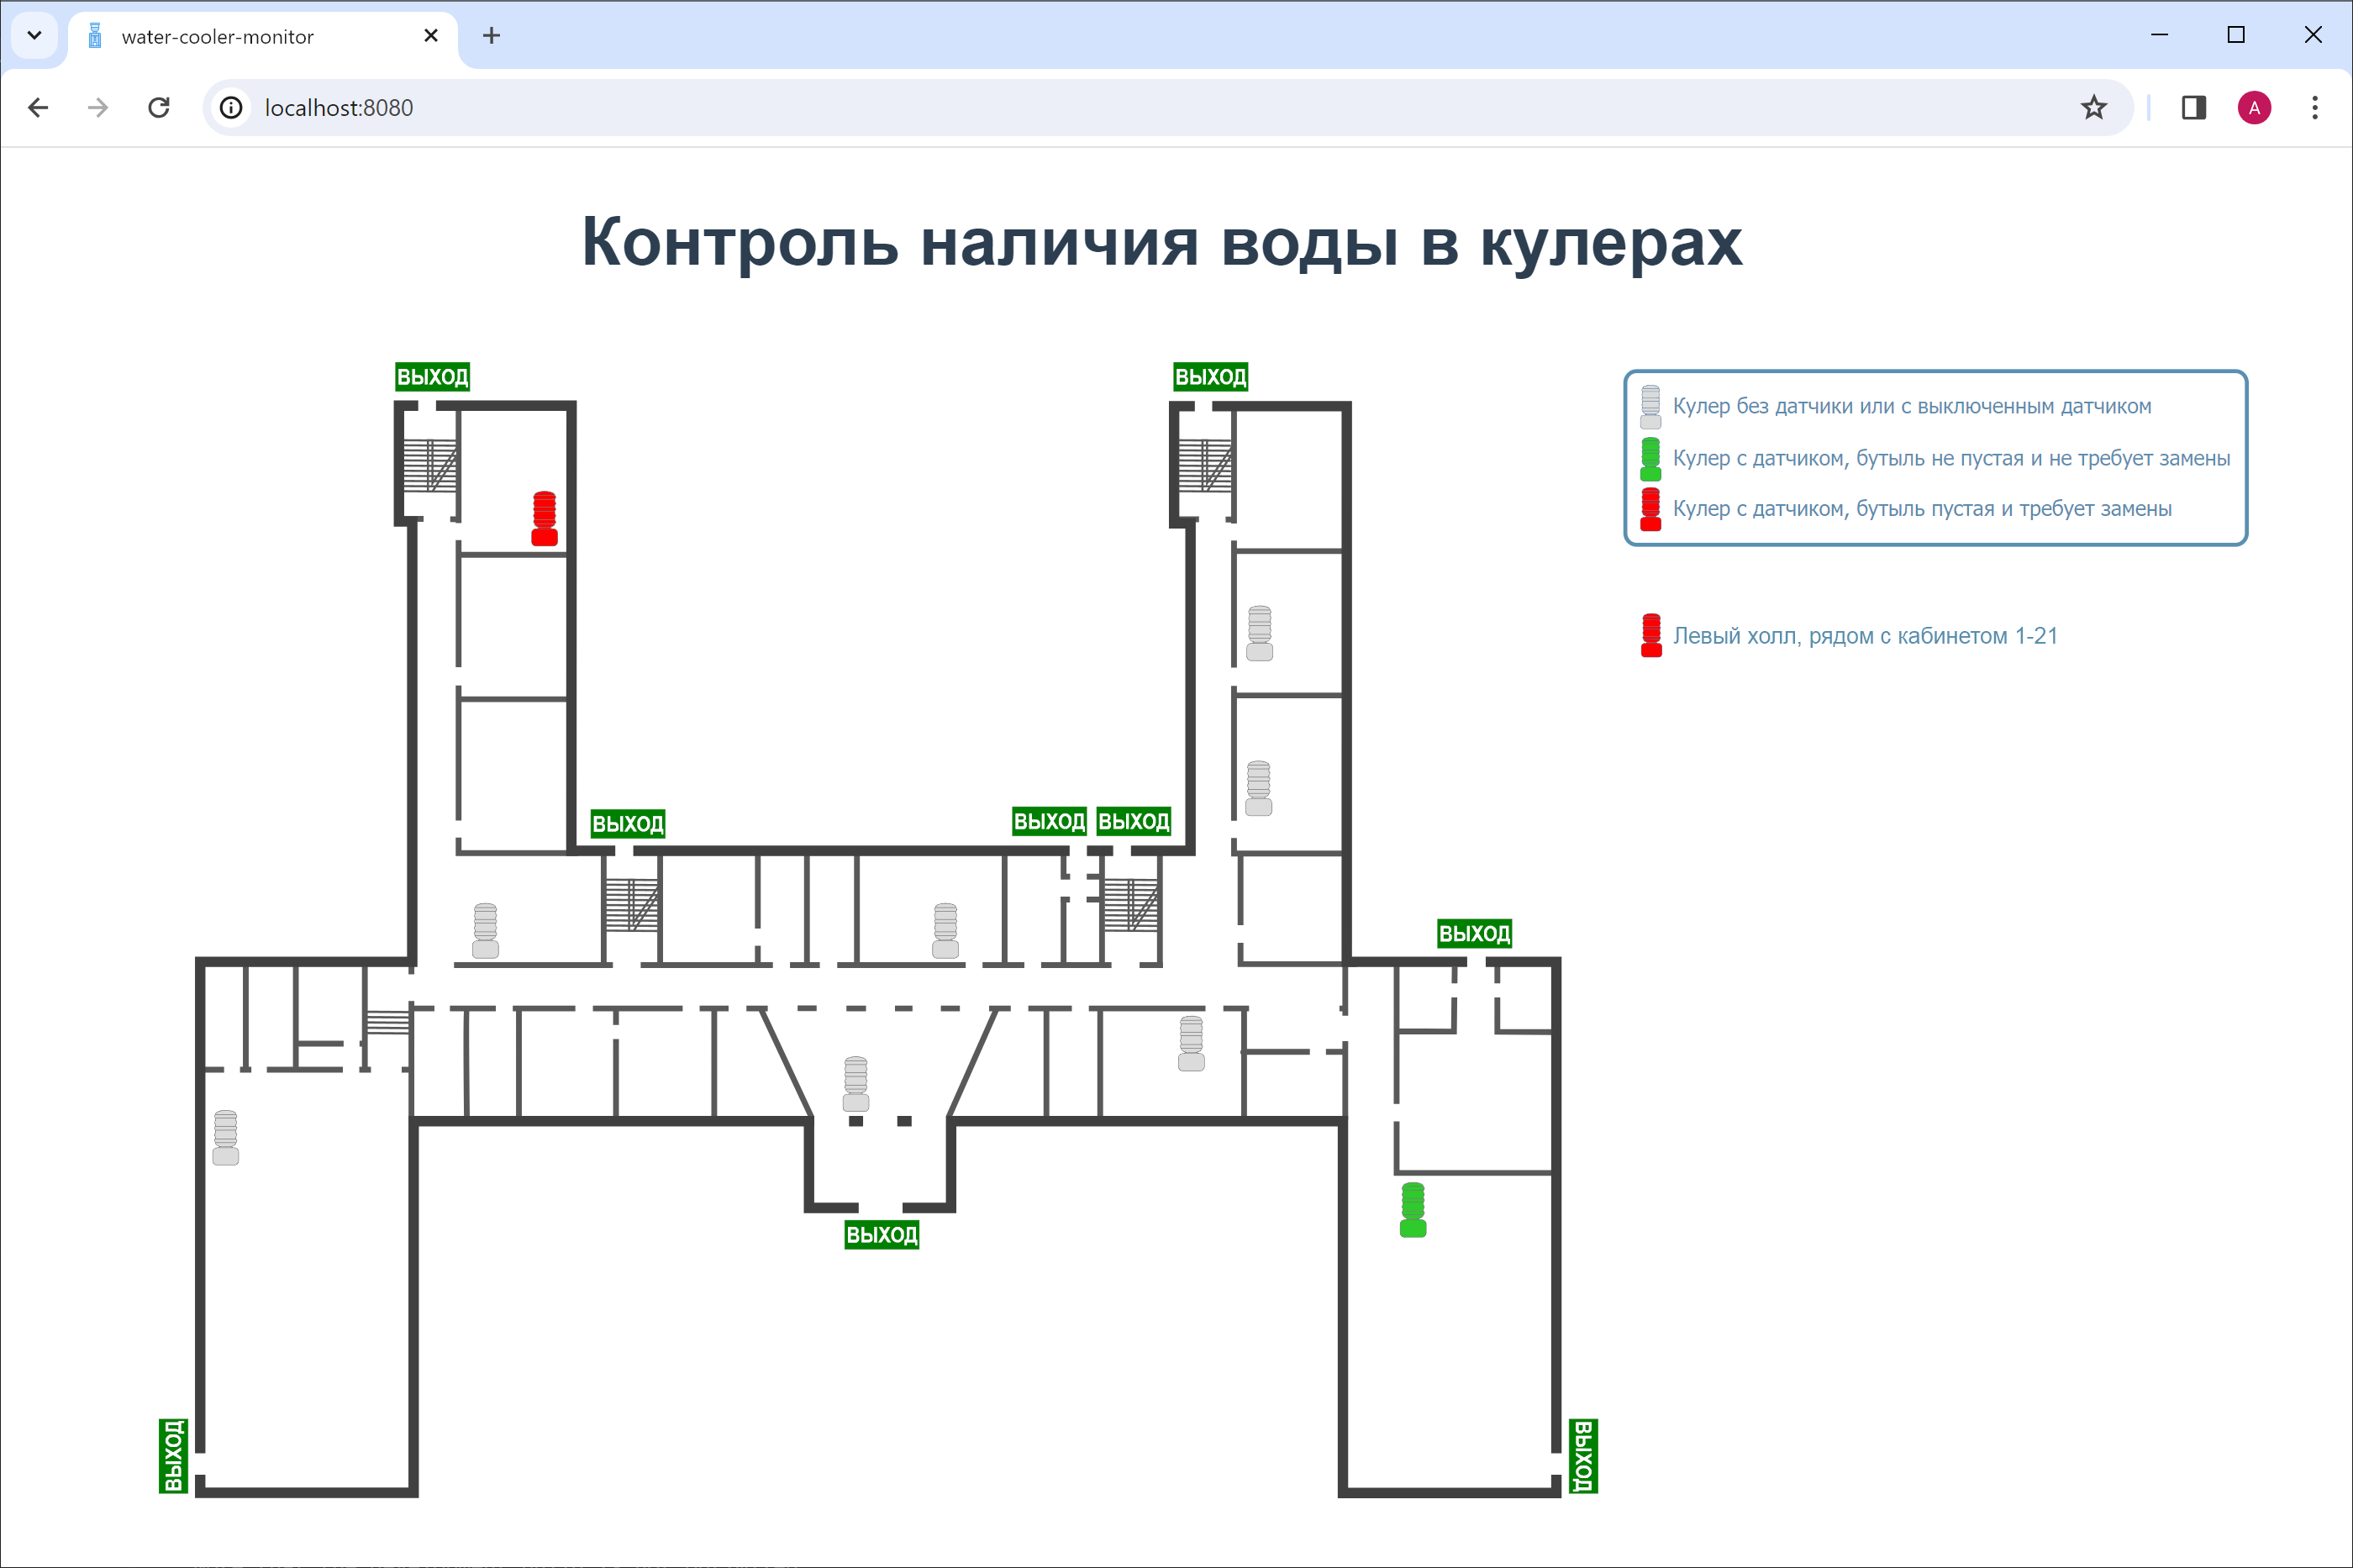 water-cooler-monitor
localhost:8080
A
Контроль наличия воды в кулерах
ВЫХОД
ВЫХОД
Кулер без датчики или с выключенным датчиком
Кулер с датчиком, бутыль не пустая и не требует замены
Кулер с датчиком, бутыль пустая и требует замены
Левый холл, рядом с кабинетом 1-21
ВЫХОД
ВЫХОД
ВЫХОД
ВЫХОД
ВЫХОД
ВЫХОД
ВЫХОД